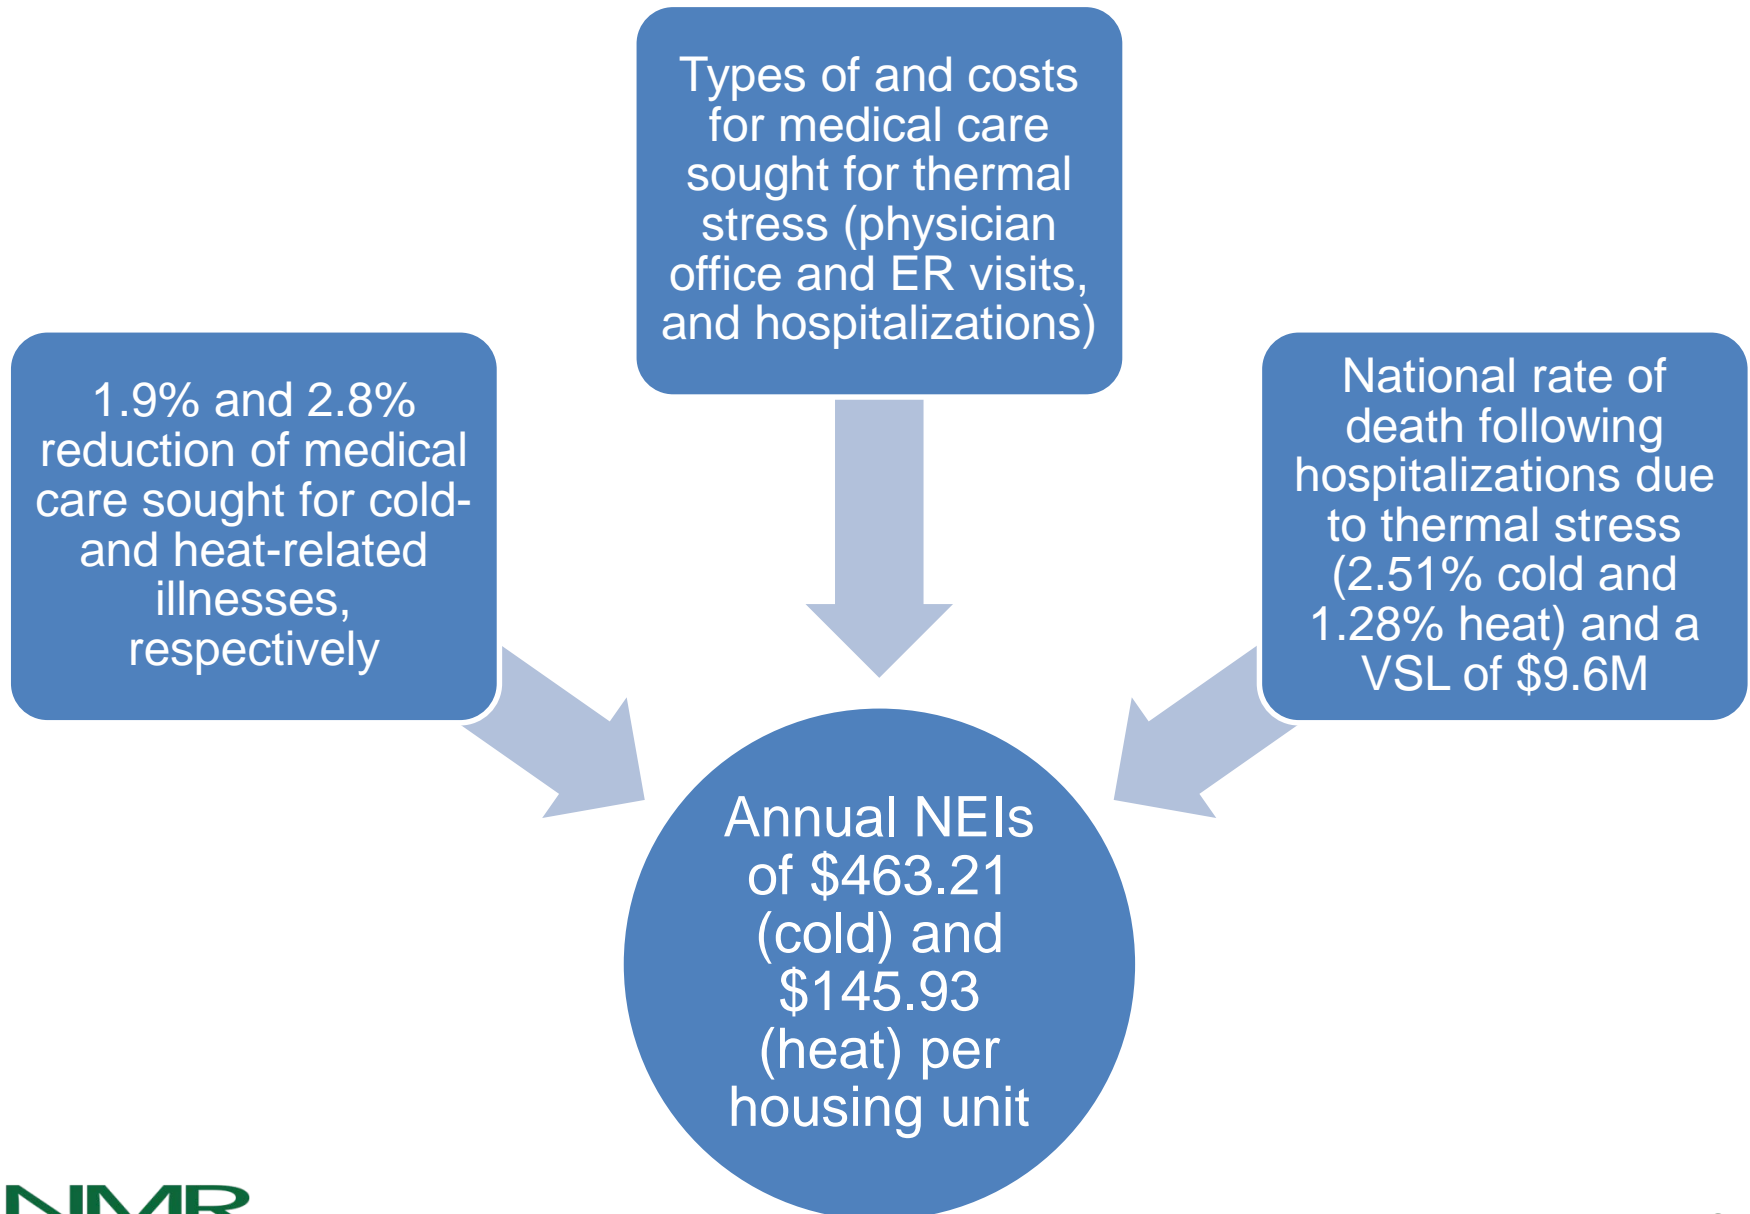 Types of and costs
for medical care
sought for thermal
stress (physician
office and ER visits,
and hospitalizations)
1.9% and 2.8%
reduction of medical
care sought for cold-
and heat-related
illnesses,
respectively
National rate of
death following
hospitalizations due
to thermal stress
(2.51% cold and
1.28% heat) and a
VSL of $9.6M
Annual NEIs
of $463.21
(cold) and
$145.93
(heat) per
housing unit
NMR